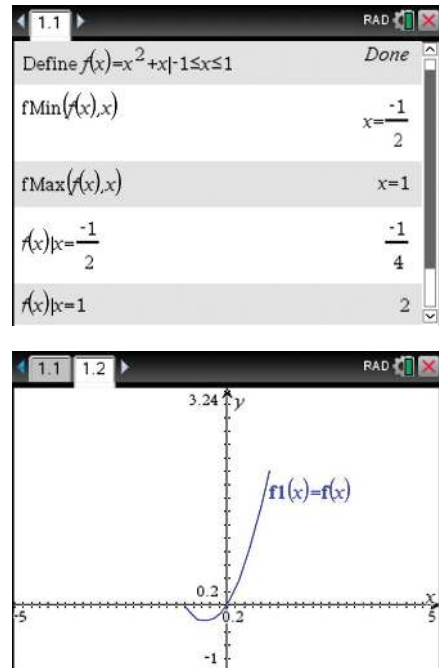 1.1 RAD
Define f(x)=x²+x|-1≤x≤1 Done
fMin(f(x),x) x=-1/2
fMax(f(x),x) x=1
f(x)|x=-1/2 -1/4
f(x)|x=1 2
1.1 1.2 RAD
3.24 y
f1(x)=f(x)
0.2 x
-5 0.2 5
-1